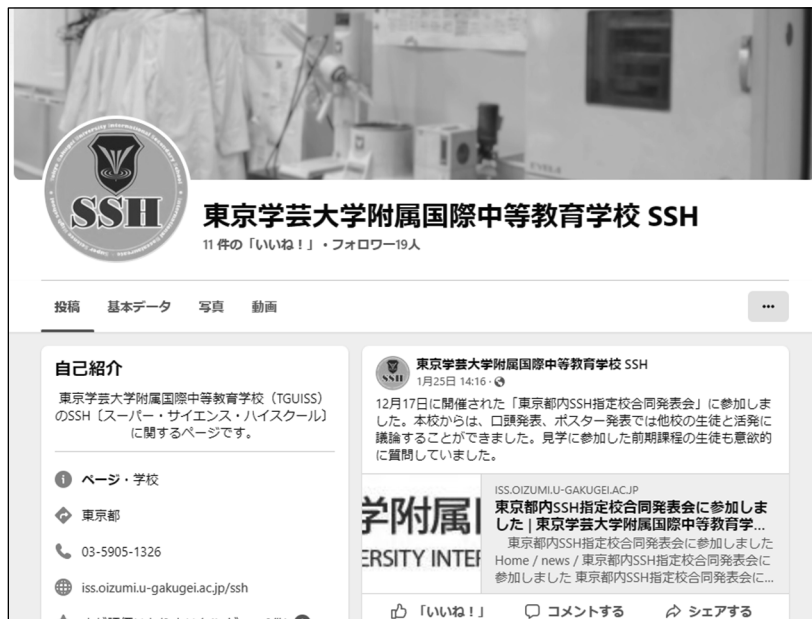 SSH
東京学芸大学附属国際中等教育学校 SSH
11 件の「いいね！」・フォロワー19人
投稿
基本データ
写真
動画
自己紹介
東京学芸大学附属国際中等教育学校（TGUISS）
のSSH〔スーパー・サイエンス・ハイスクール〕
に関するページです。
ページ・学校
東京都
03-5905-1326
iss.oizumi.u-gakugei.ac.jp/ssh
東京学芸大学附属国際中等教育学校 SSH
1月25日 14:16
12月17日に開催された「東京都内SSH指定校合同発表会」に参加しま
した。本校からは、口頭発表、ポスター発表では他校の生徒と活発に
議論することができました。見学に参加した前期課程の生徒も意欲的
に質問していました。
学附属
ERSITY INTE
ISS.OIZUMI.U-GAKUGEI.AC.JP
東京都内SSH指定校合同発表会に参加しま
した | 東京学芸大学附属国際中等教育学...
東京都内SSH指定校合同発表会に参加しました
Home / news / 東京都内SSH指定校合同発表会に
参加しました 東京都内SSH指定校合同発表会に...
「いいね！」
コメントする
シェアする